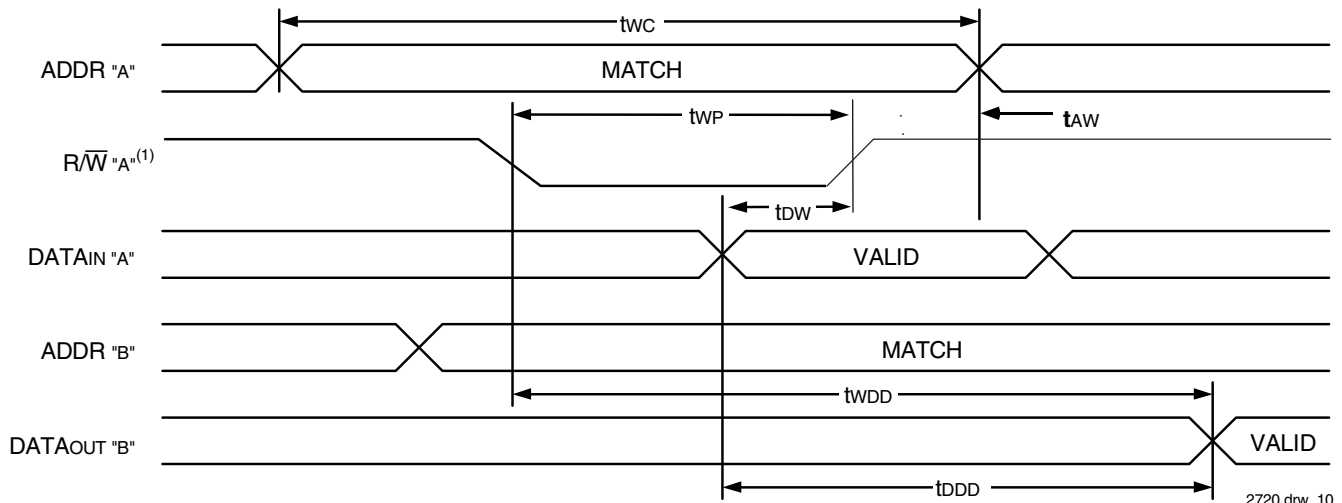 tWC
ADDR "A"
MATCH
tWP
tAW
R/W̅ "A"(1)
tDW
DATAIN "A"
VALID
ADDR "B"
MATCH
tWDD
DATAOUT "B"
VALID
tDDD
2720 drw 10